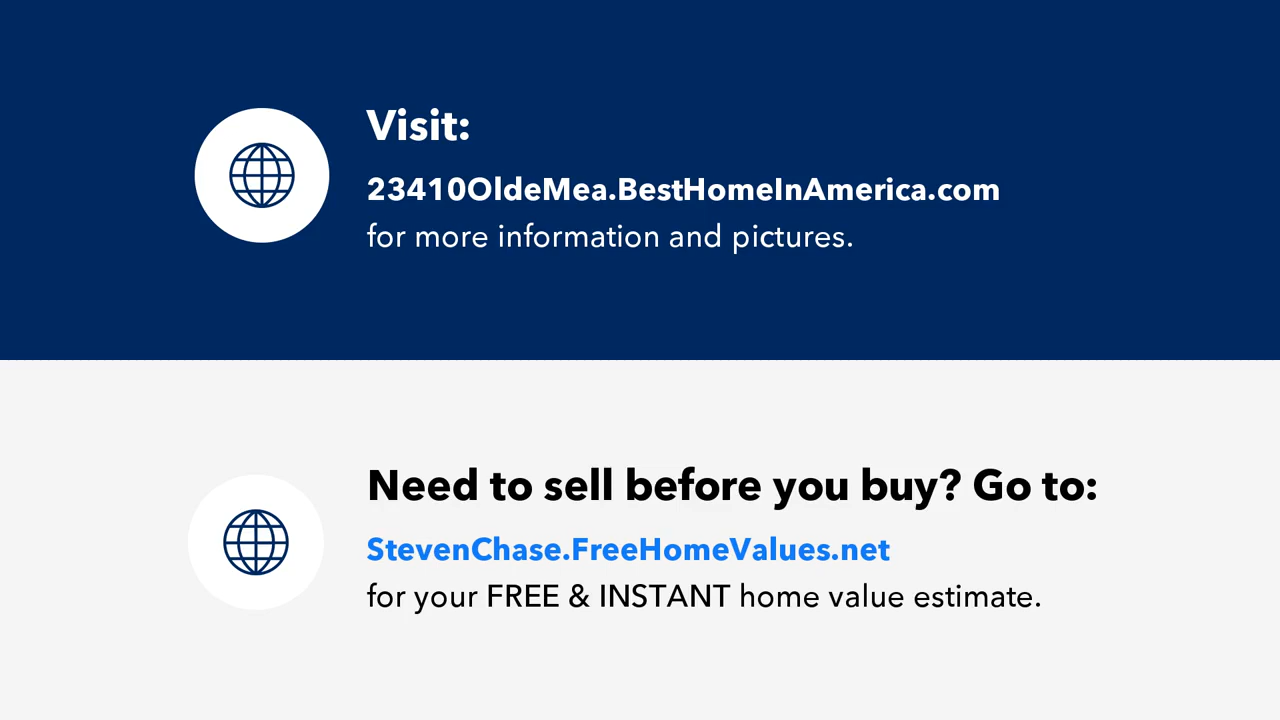 Visit:
23410OldeMea.BestHomeInAmerica.com
for more information and pictures.
Need to sell before you buy? Go to:
StevenChase.FreeHomeValues.net
for your FREE & INSTANT home value estimate.